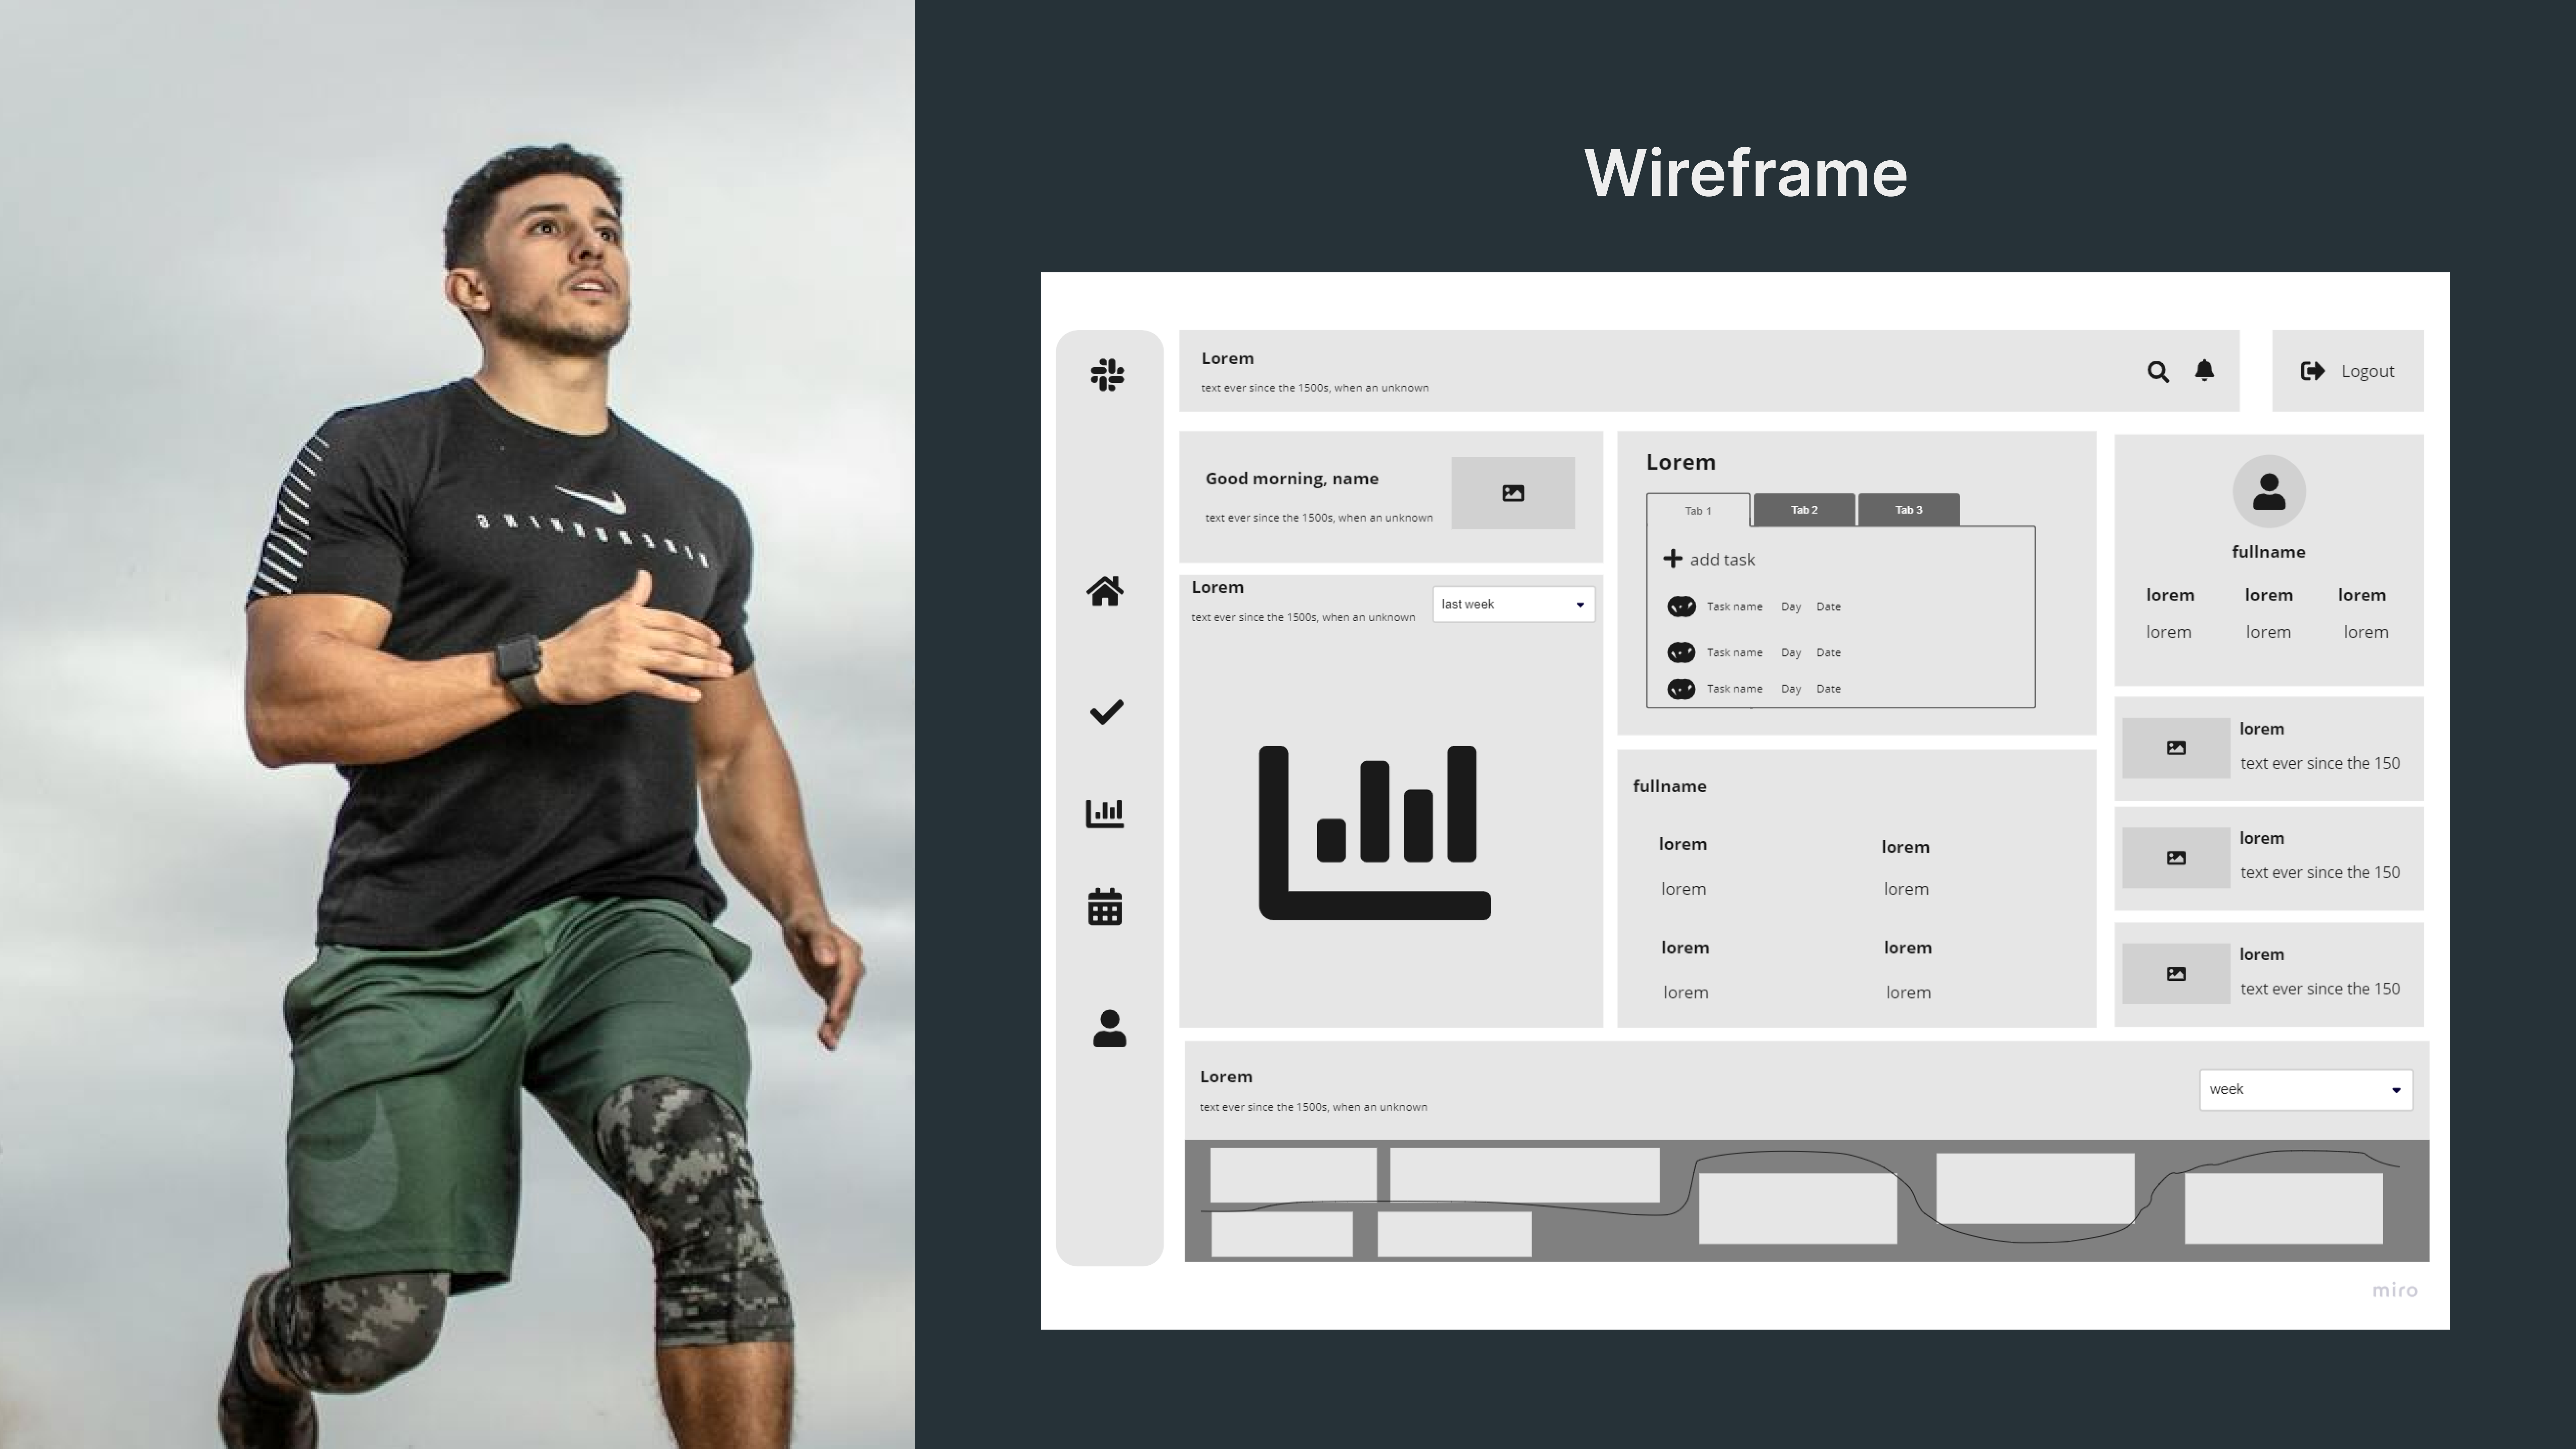 Wireframe
Lorem
text ever since the 1500s, when an unknown
Logout
Good morning, name
text ever since the 1500s, when an unknown
Lorem
text ever since the 1500s, when an unknown
last week
Lorem
Tab 1
Tab 2
Tab 3
add task
Task name Day Date
Task name Day Date
Task name Day Date
fullname
lorem lorem
lorem lorem
lorem lorem
lorem lorem
fullname
lorem lorem lorem
lorem lorem lorem
lorem
text ever since the 150
lorem
text ever since the 150
lorem
text ever since the 150
Lorem
text ever since the 1500s, when an unknown
week
miro